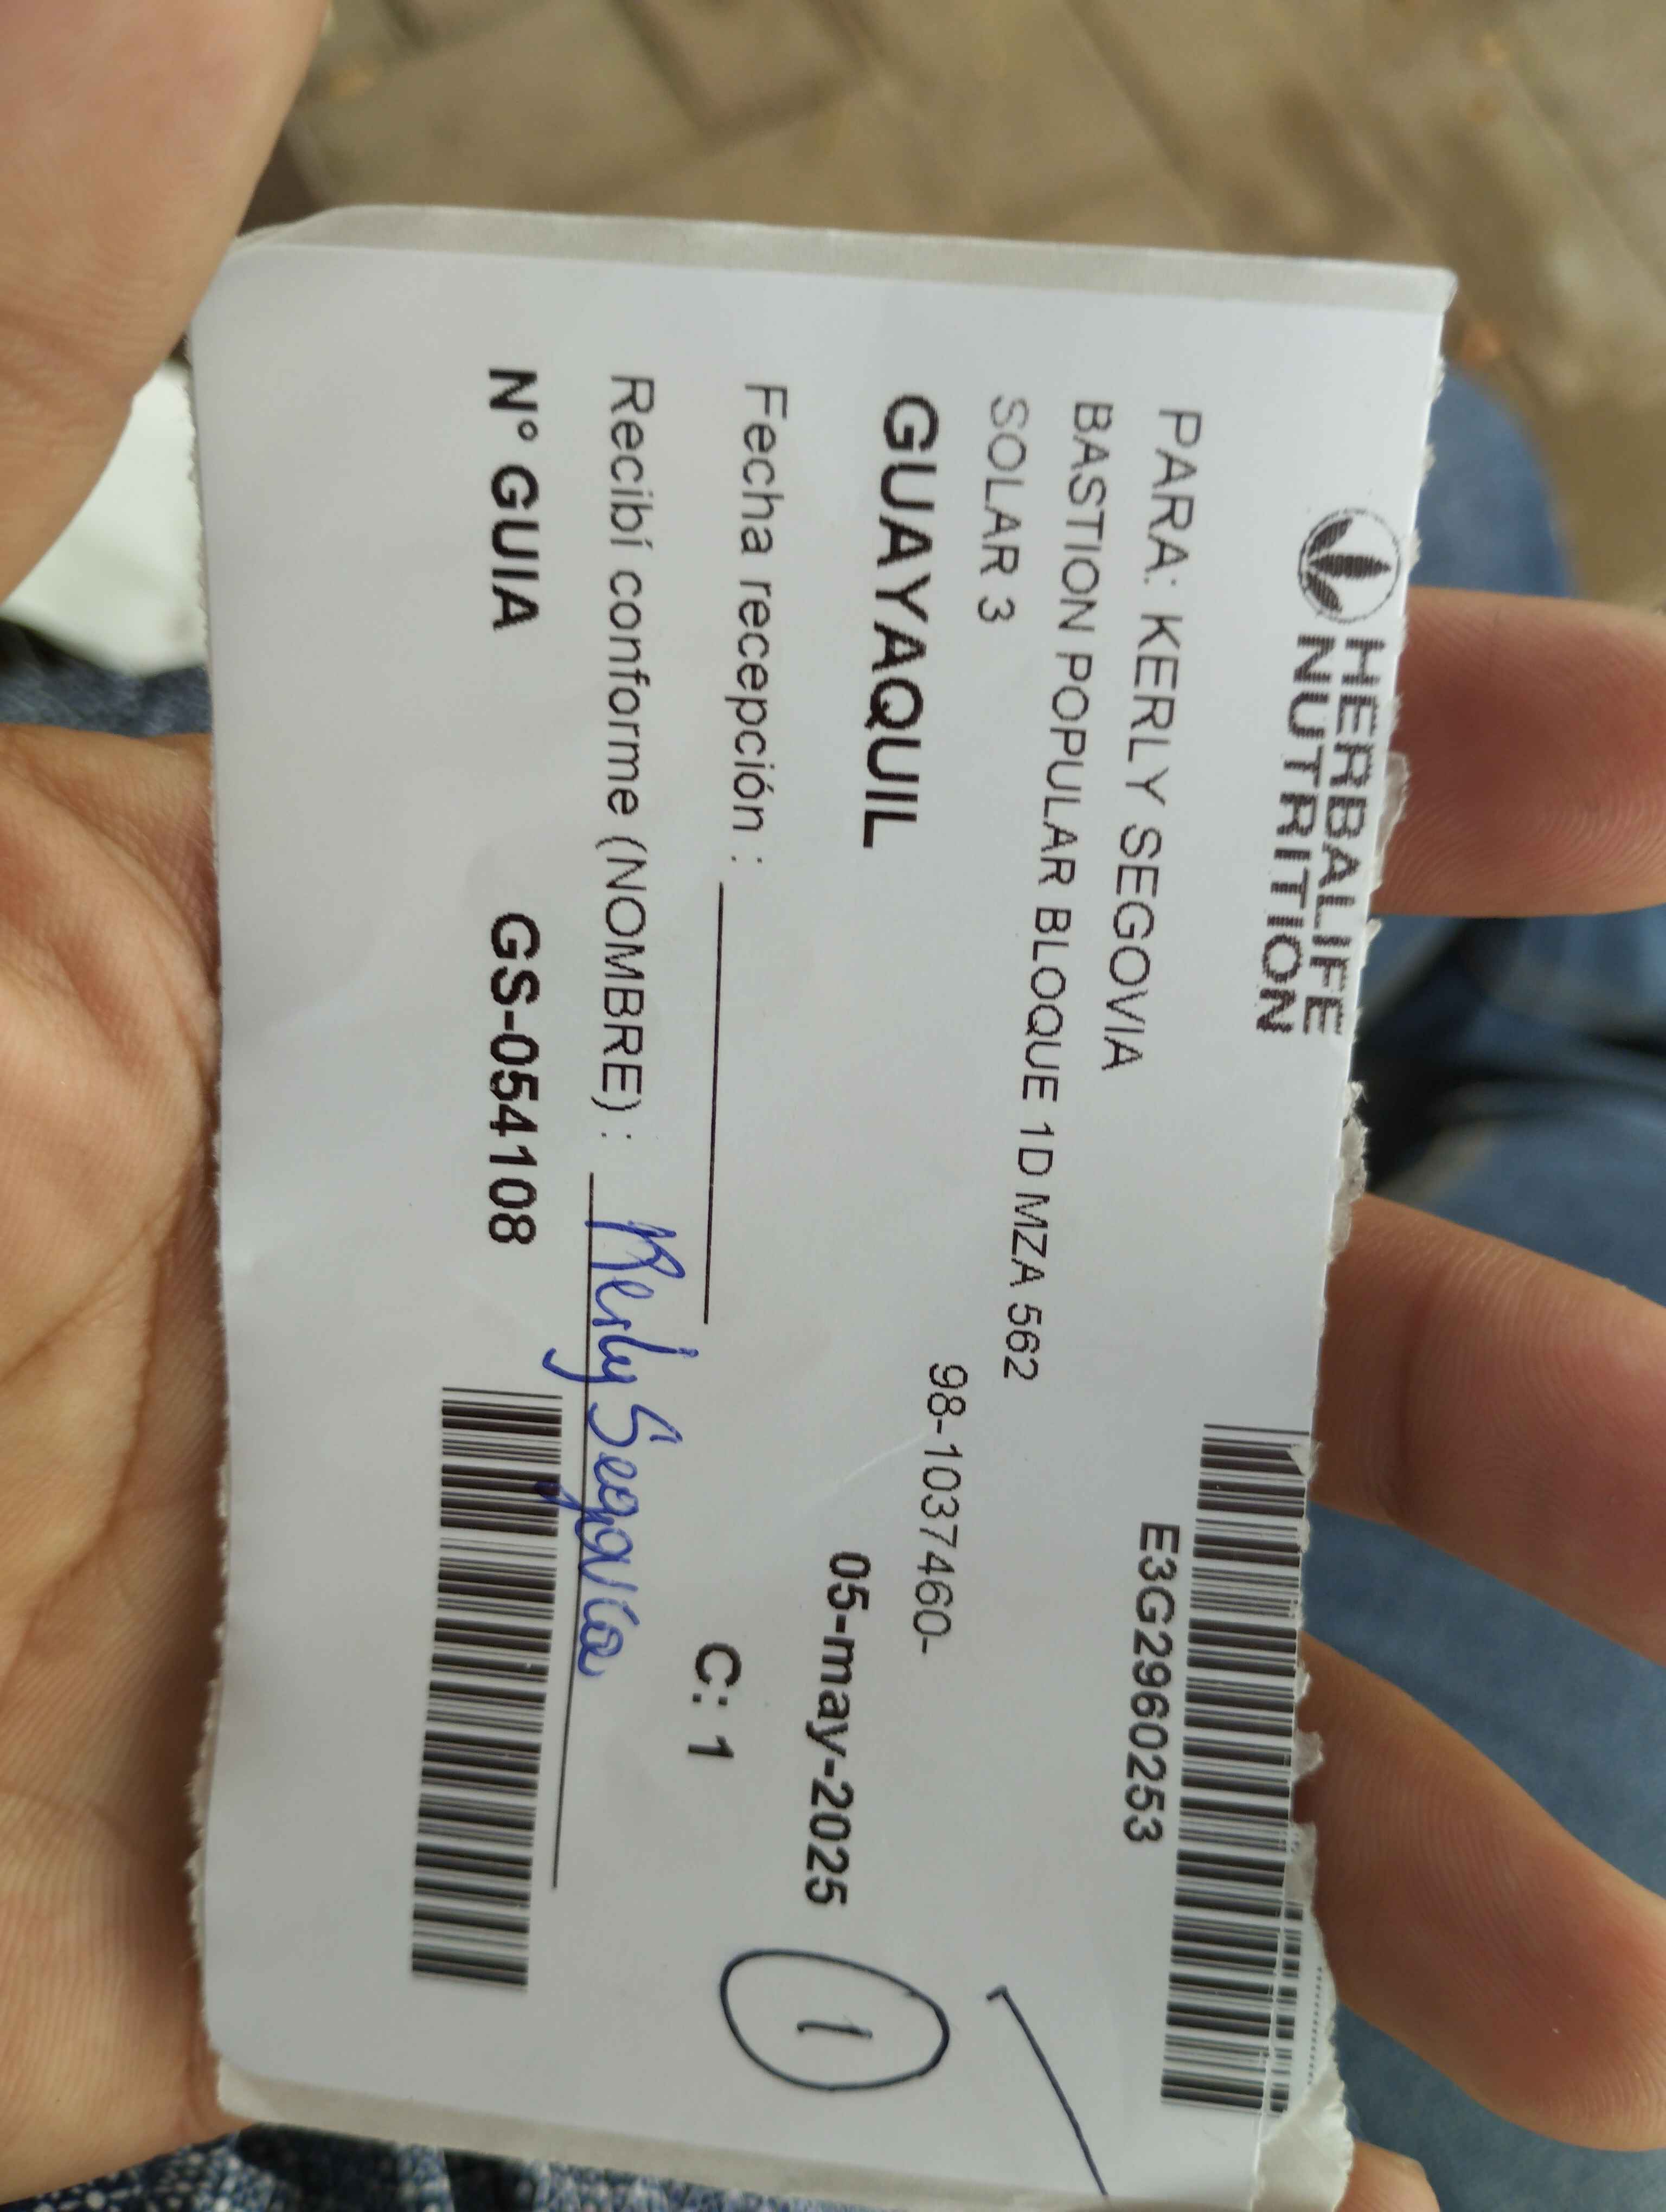 HERBALIFE
NUTRITION
E3G2960253
PARA: KERLY SEGOVIA
BASTION POPULAR BLOQUE 1D MZA 562
SOLAR 3
98-1037460-
GUAYAQUIL
05-may-2025
1
Fecha recepción :
C: 1
Recibí conforme (NOMBRE) : Kerly Segovia
N° GUIA GS-054108